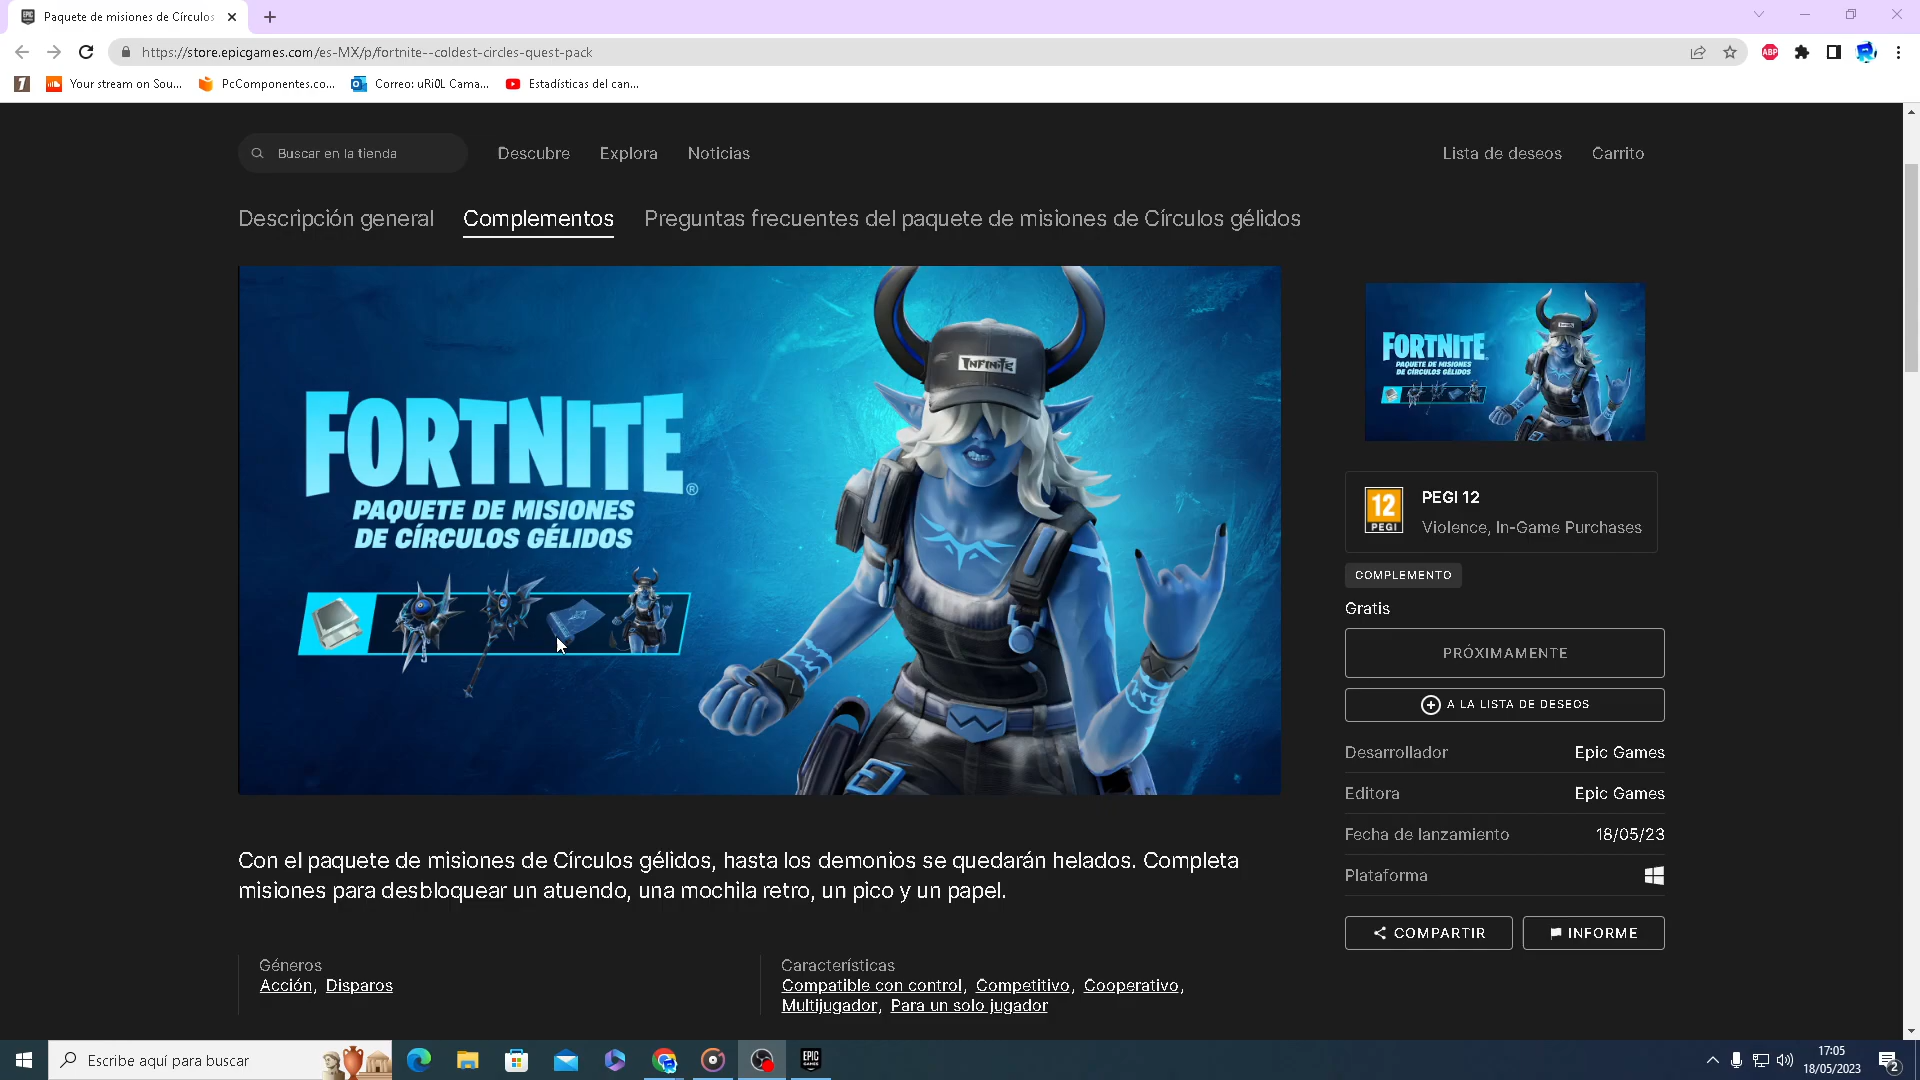 Paquete de misiones de Círculos
https://store.epicgames.com/es-MX/p/fortnite--coldest-circles-quest-pack
ABP
Your stream on Sou...
PcComponentes.co...
Correo: uRi0L Cama...
Estadísticas del can...
Buscar en la tienda
Descubre
Explora
Noticias
Lista de deseos
Carrito
Descripción general
Complementos
Preguntas frecuentes del paquete de misiones de Círculos gélidos
INFINITE
FORTNITE®
PAQUETE DE MISIONES
DE CÍRCULOS GÉLIDOS
FORTNITE
PAQUETE DE MISIONES
DE CÍRCULOS GÉLIDOS
12
PEGI
PEGI 12
Violence, In-Game Purchases
COMPLEMENTO
Gratis
PRÓXIMAMENTE
A LA LISTA DE DESEOS
Desarrollador
Epic Games
Editora
Epic Games
Fecha de lanzamiento
18/05/23
Plataforma
COMPARTIR
INFORME
Con el paquete de misiones de Círculos gélidos, hasta los demonios se quedarán helados. Completa
misiones para desbloquear un atuendo, una mochila retro, un pico y un papel.
Géneros
Acción, Disparos
Características
Compatible con control, Competitivo, Cooperativo,
Multijugador, Para un solo jugador
Escribe aquí para buscar
EPIC
GAMES
17:05
18/05/2023
2